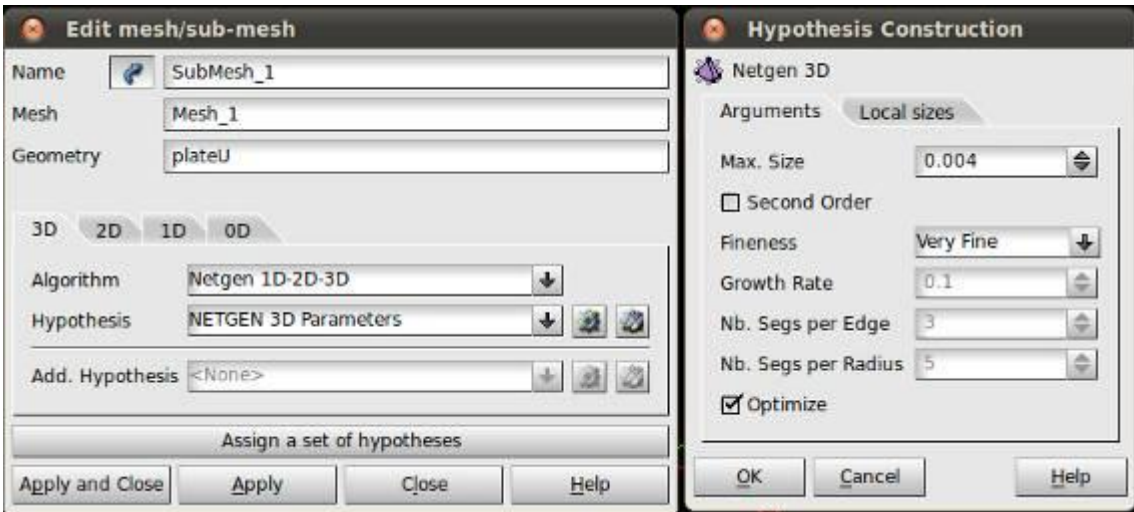 Edit mesh/sub-mesh
Name SubMesh_1
Mesh Mesh_1
Geometry plateU
3D 2D 1D 0D
Algorithm Netgen 1D-2D-3D
Hypothesis NETGEN 3D Parameters
Add. Hypothesis <None>
Assign a set of hypotheses
Apply and Close Apply Close Help
Hypothesis Construction
Netgen 3D
Arguments Local sizes
Max. Size 0.004
Second Order
Fineness Very Fine
Growth Rate 0.1
Nb. Segs per Edge 3
Nb. Segs per Radius 5
Optimize
OK Cancel Help